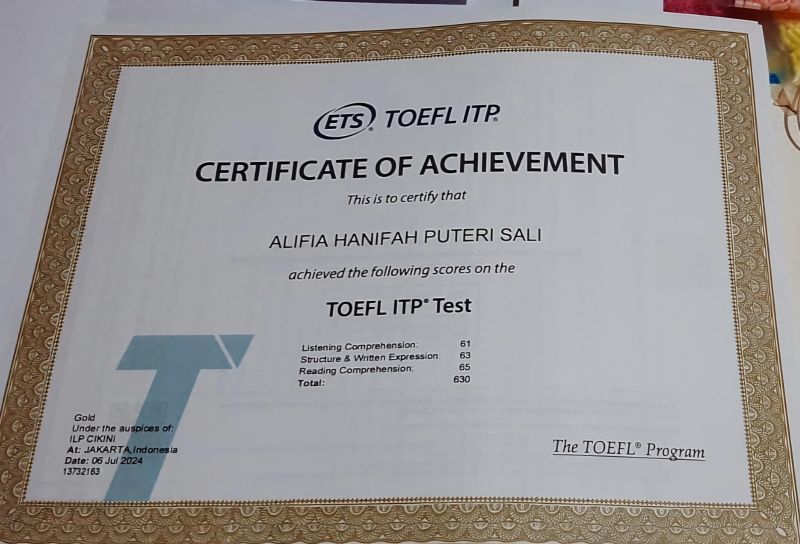 ETS® TOEFL ITP®
CERTIFICATE OF ACHIEVEMENT
This is to certify that
ALIFIA HANIFAH PUTERI SALI
achieved the following scores on the
TOEFL ITP® Test
Listening Comprehension: 61
Structure & Written Expression: 63
Reading Comprehension: 65
Total: 630
Gold
Under the auspices of:
ILP CIKINI
At: JAKARTA,Indonesia
Date: 06 Jul 2024
13732163
The TOEFL® Program